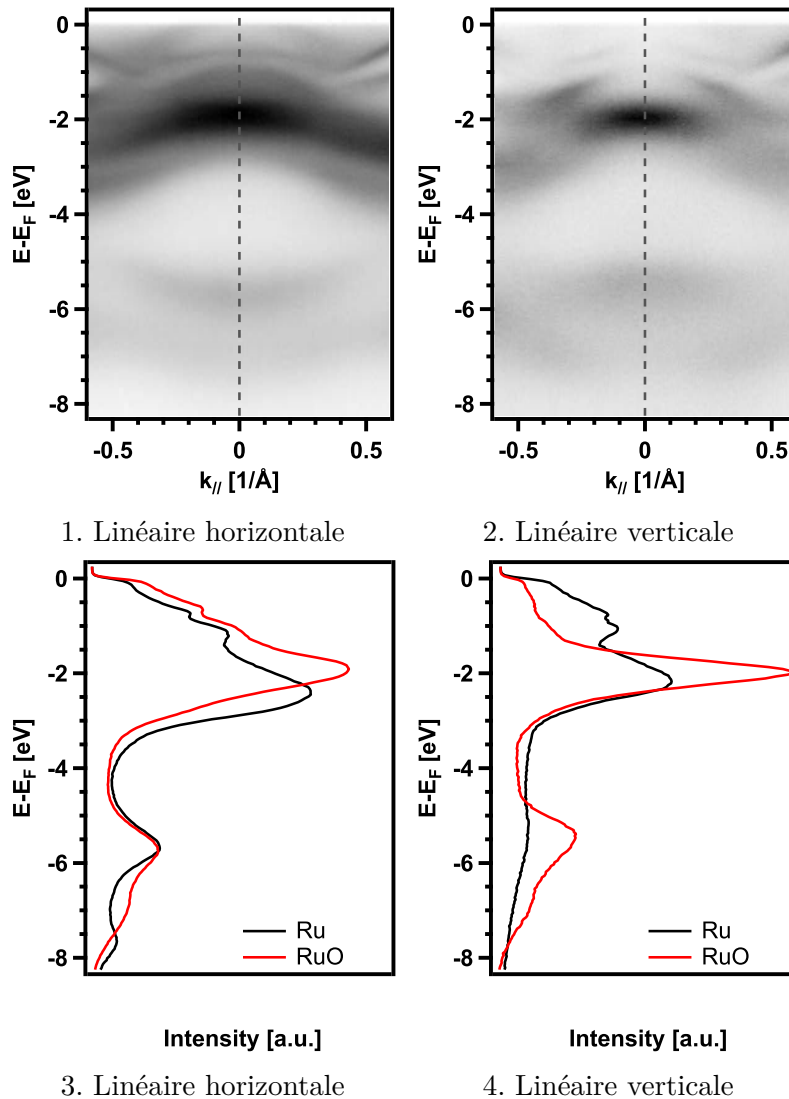 0
-2
-4
-6
-8
E-EF [eV]
-0.5 0 0.5
k// [1/Å]
1. Linéaire horizontale
0
-2
-4
-6
-8
E-EF [eV]
-0.5 0 0.5
k// [1/Å]
2. Linéaire verticale
0
-2
-4
-6
-8
E-EF [eV]
Ru
RuO
Intensity [a.u.]
3. Linéaire horizontale
0
-2
-4
-6
-8
E-EF [eV]
Ru
RuO
Intensity [a.u.]
4. Linéaire verticale